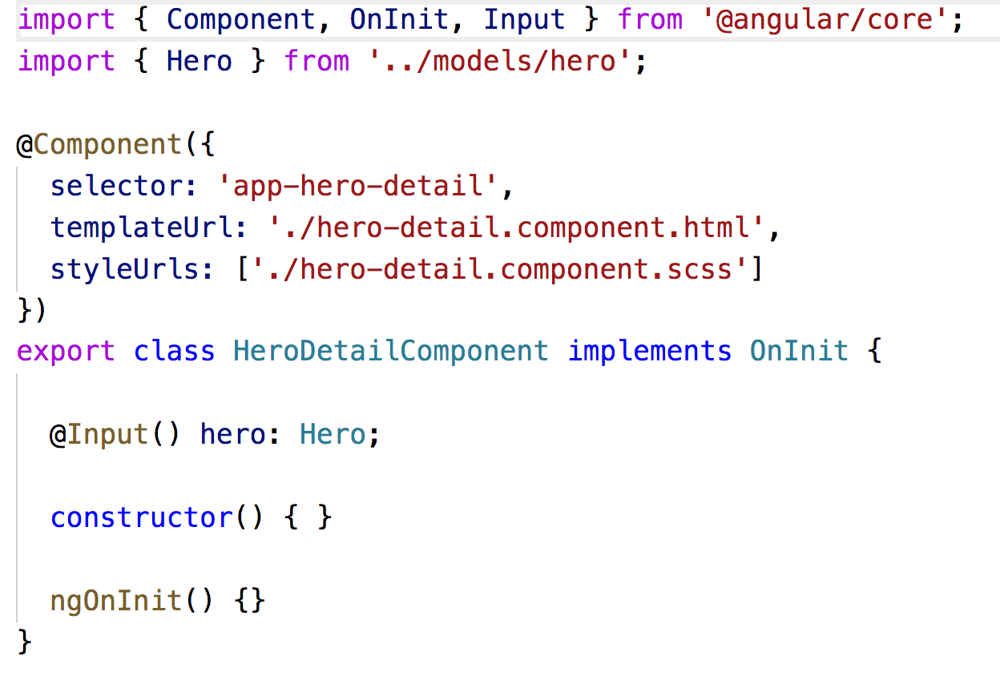 import { Component, OnInit, Input } from '@angular/core';
import { Hero } from '../models/hero';
@Component({
  selector: 'app-hero-detail',
  templateUrl: './hero-detail.component.html',
  styleUrls: ['./hero-detail.component.scss']
})
export class HeroDetailComponent implements OnInit {
  @Input() hero: Hero;
  constructor() { }
  ngOnInit() {}
}